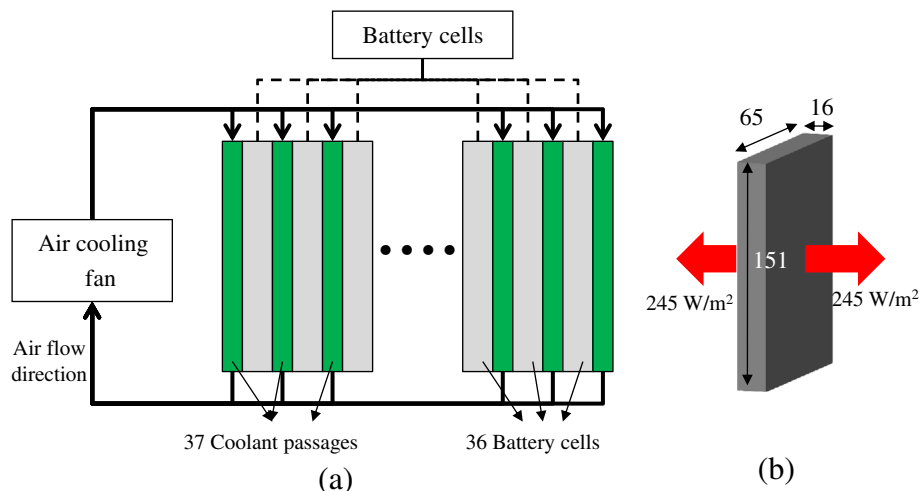 Battery cells
65
16
Air cooling
fan
151
245 W/m²
245 W/m²
Air flow
direction
37 Coolant passages
36 Battery cells
(a)
(b)